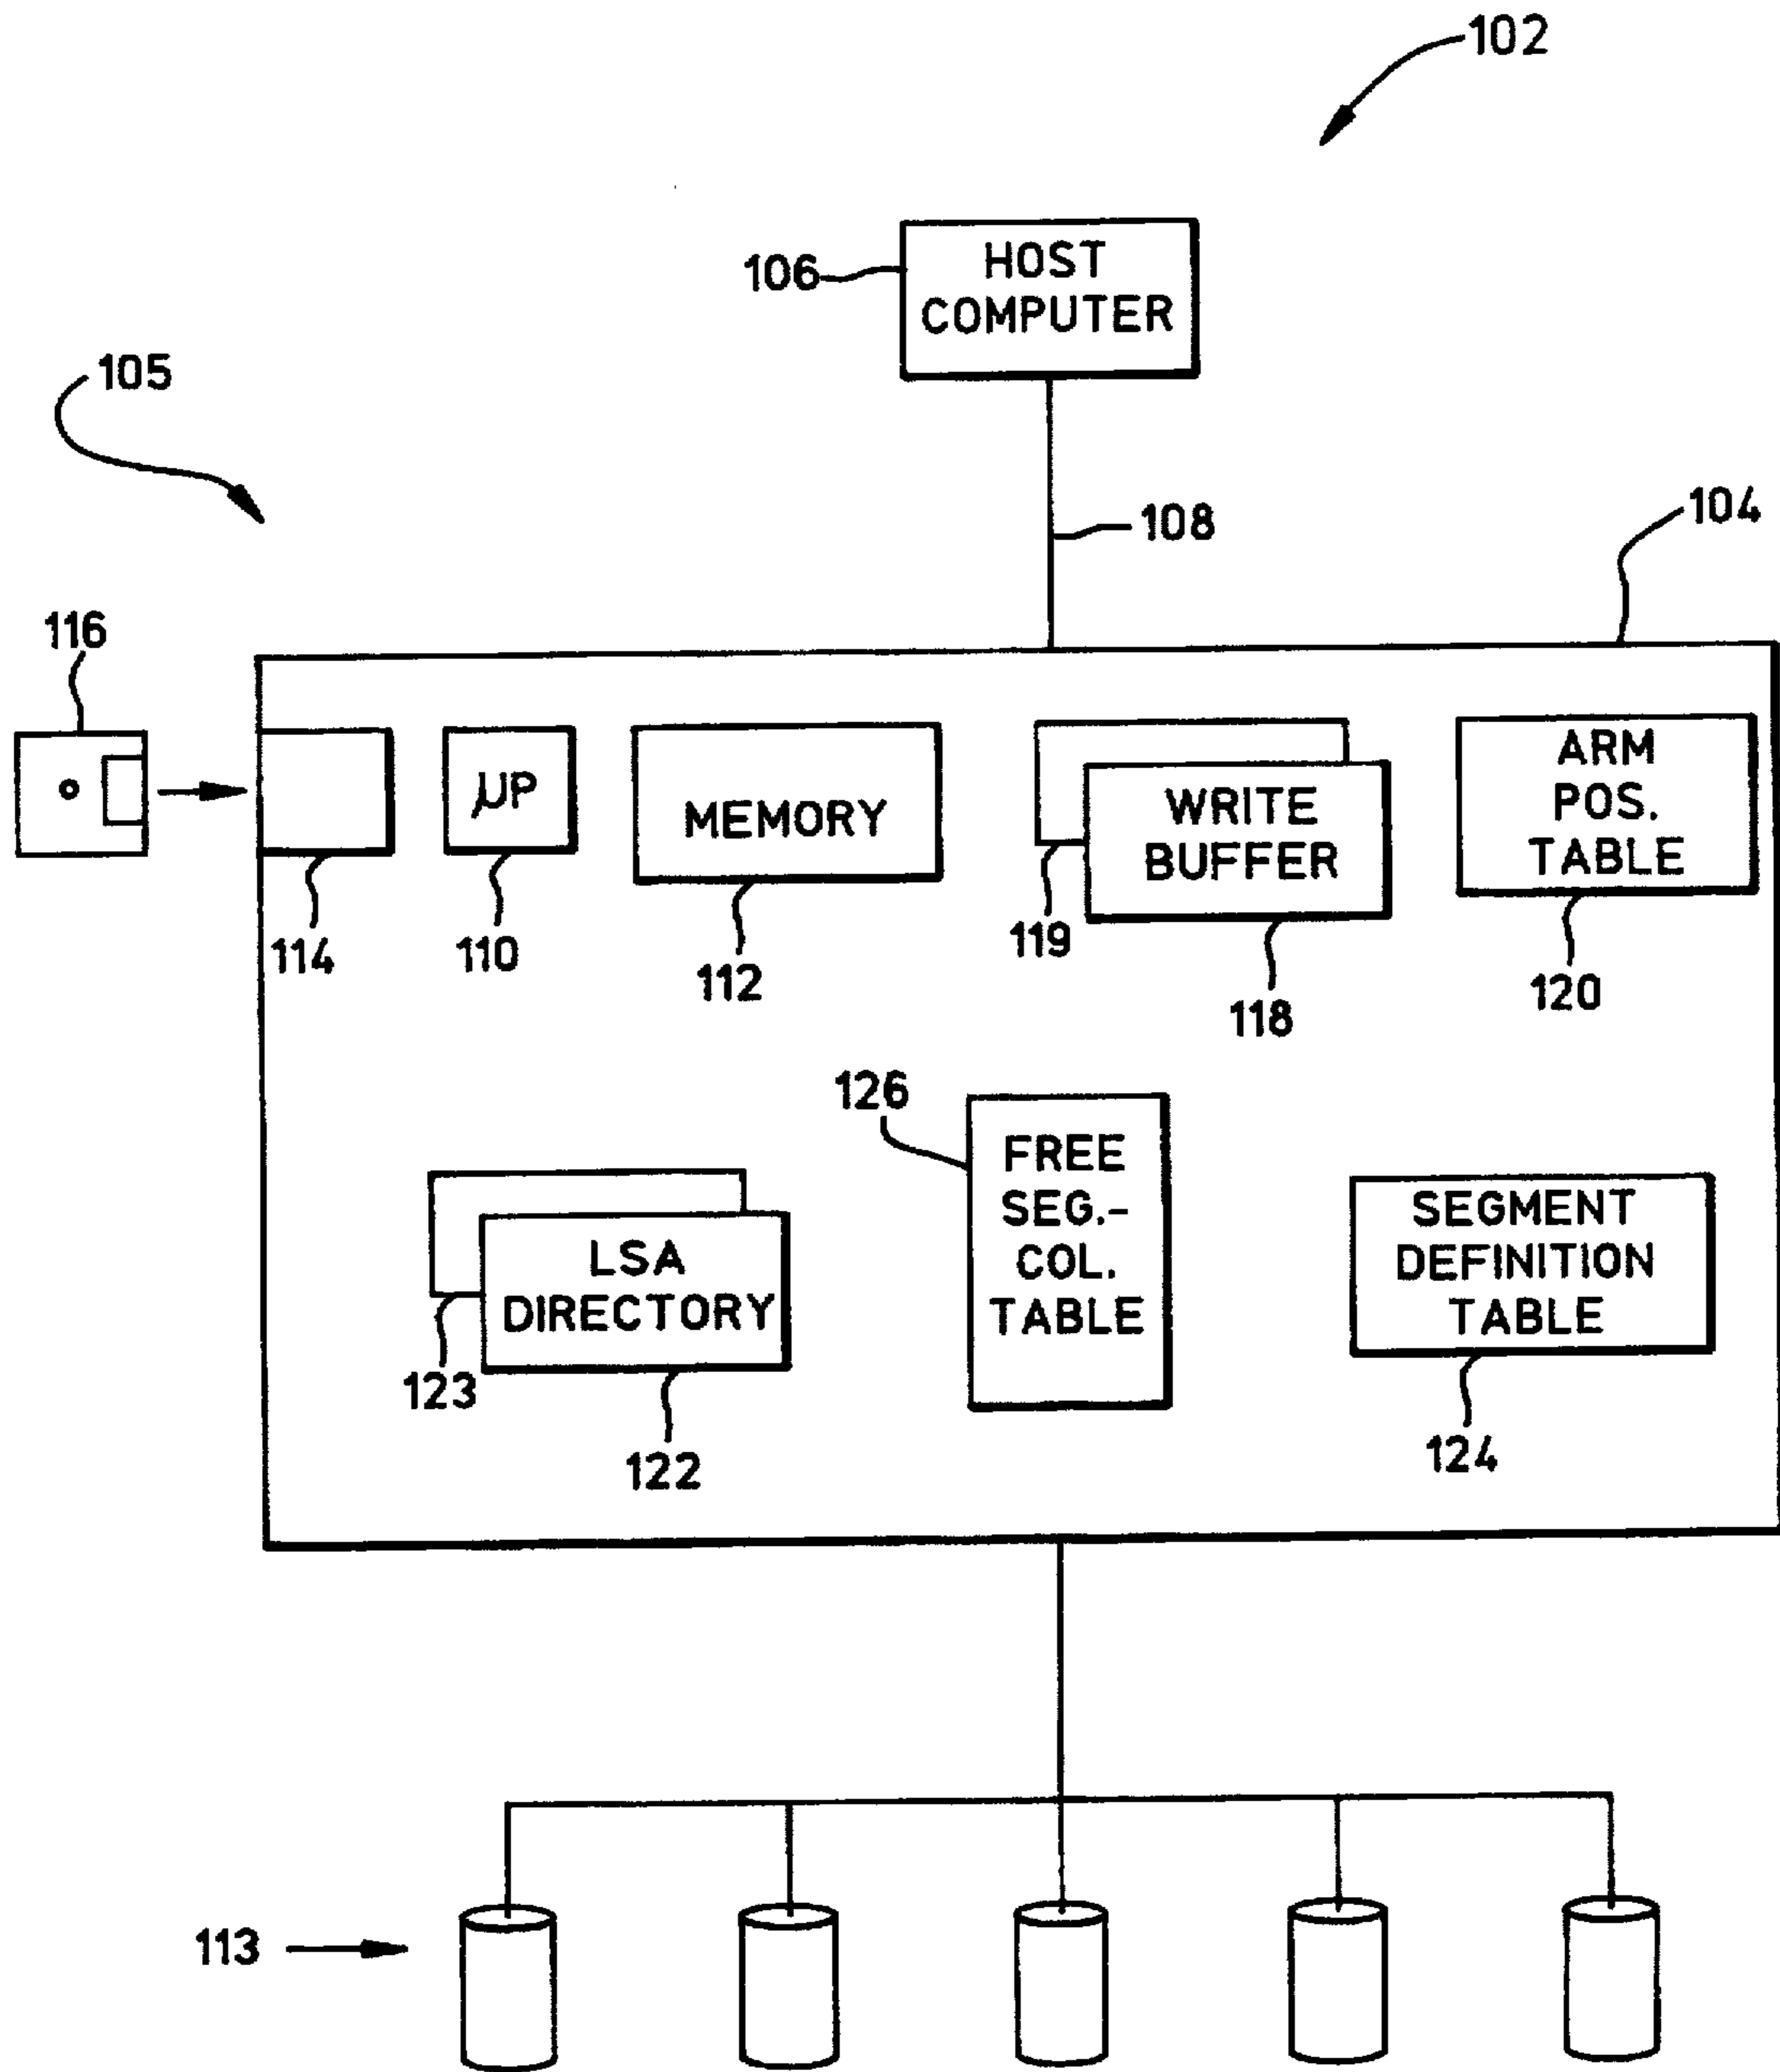 102
HOST
COMPUTER
106
105
108
104
116
μP
MEMORY
WRITE
BUFFER
ARM
POS.
TABLE
114
110
112
119
118
120
126
FREE
SEG.-
COL.
TABLE
LSA
DIRECTORY
SEGMENT
DEFINITION
TABLE
123
122
124
113